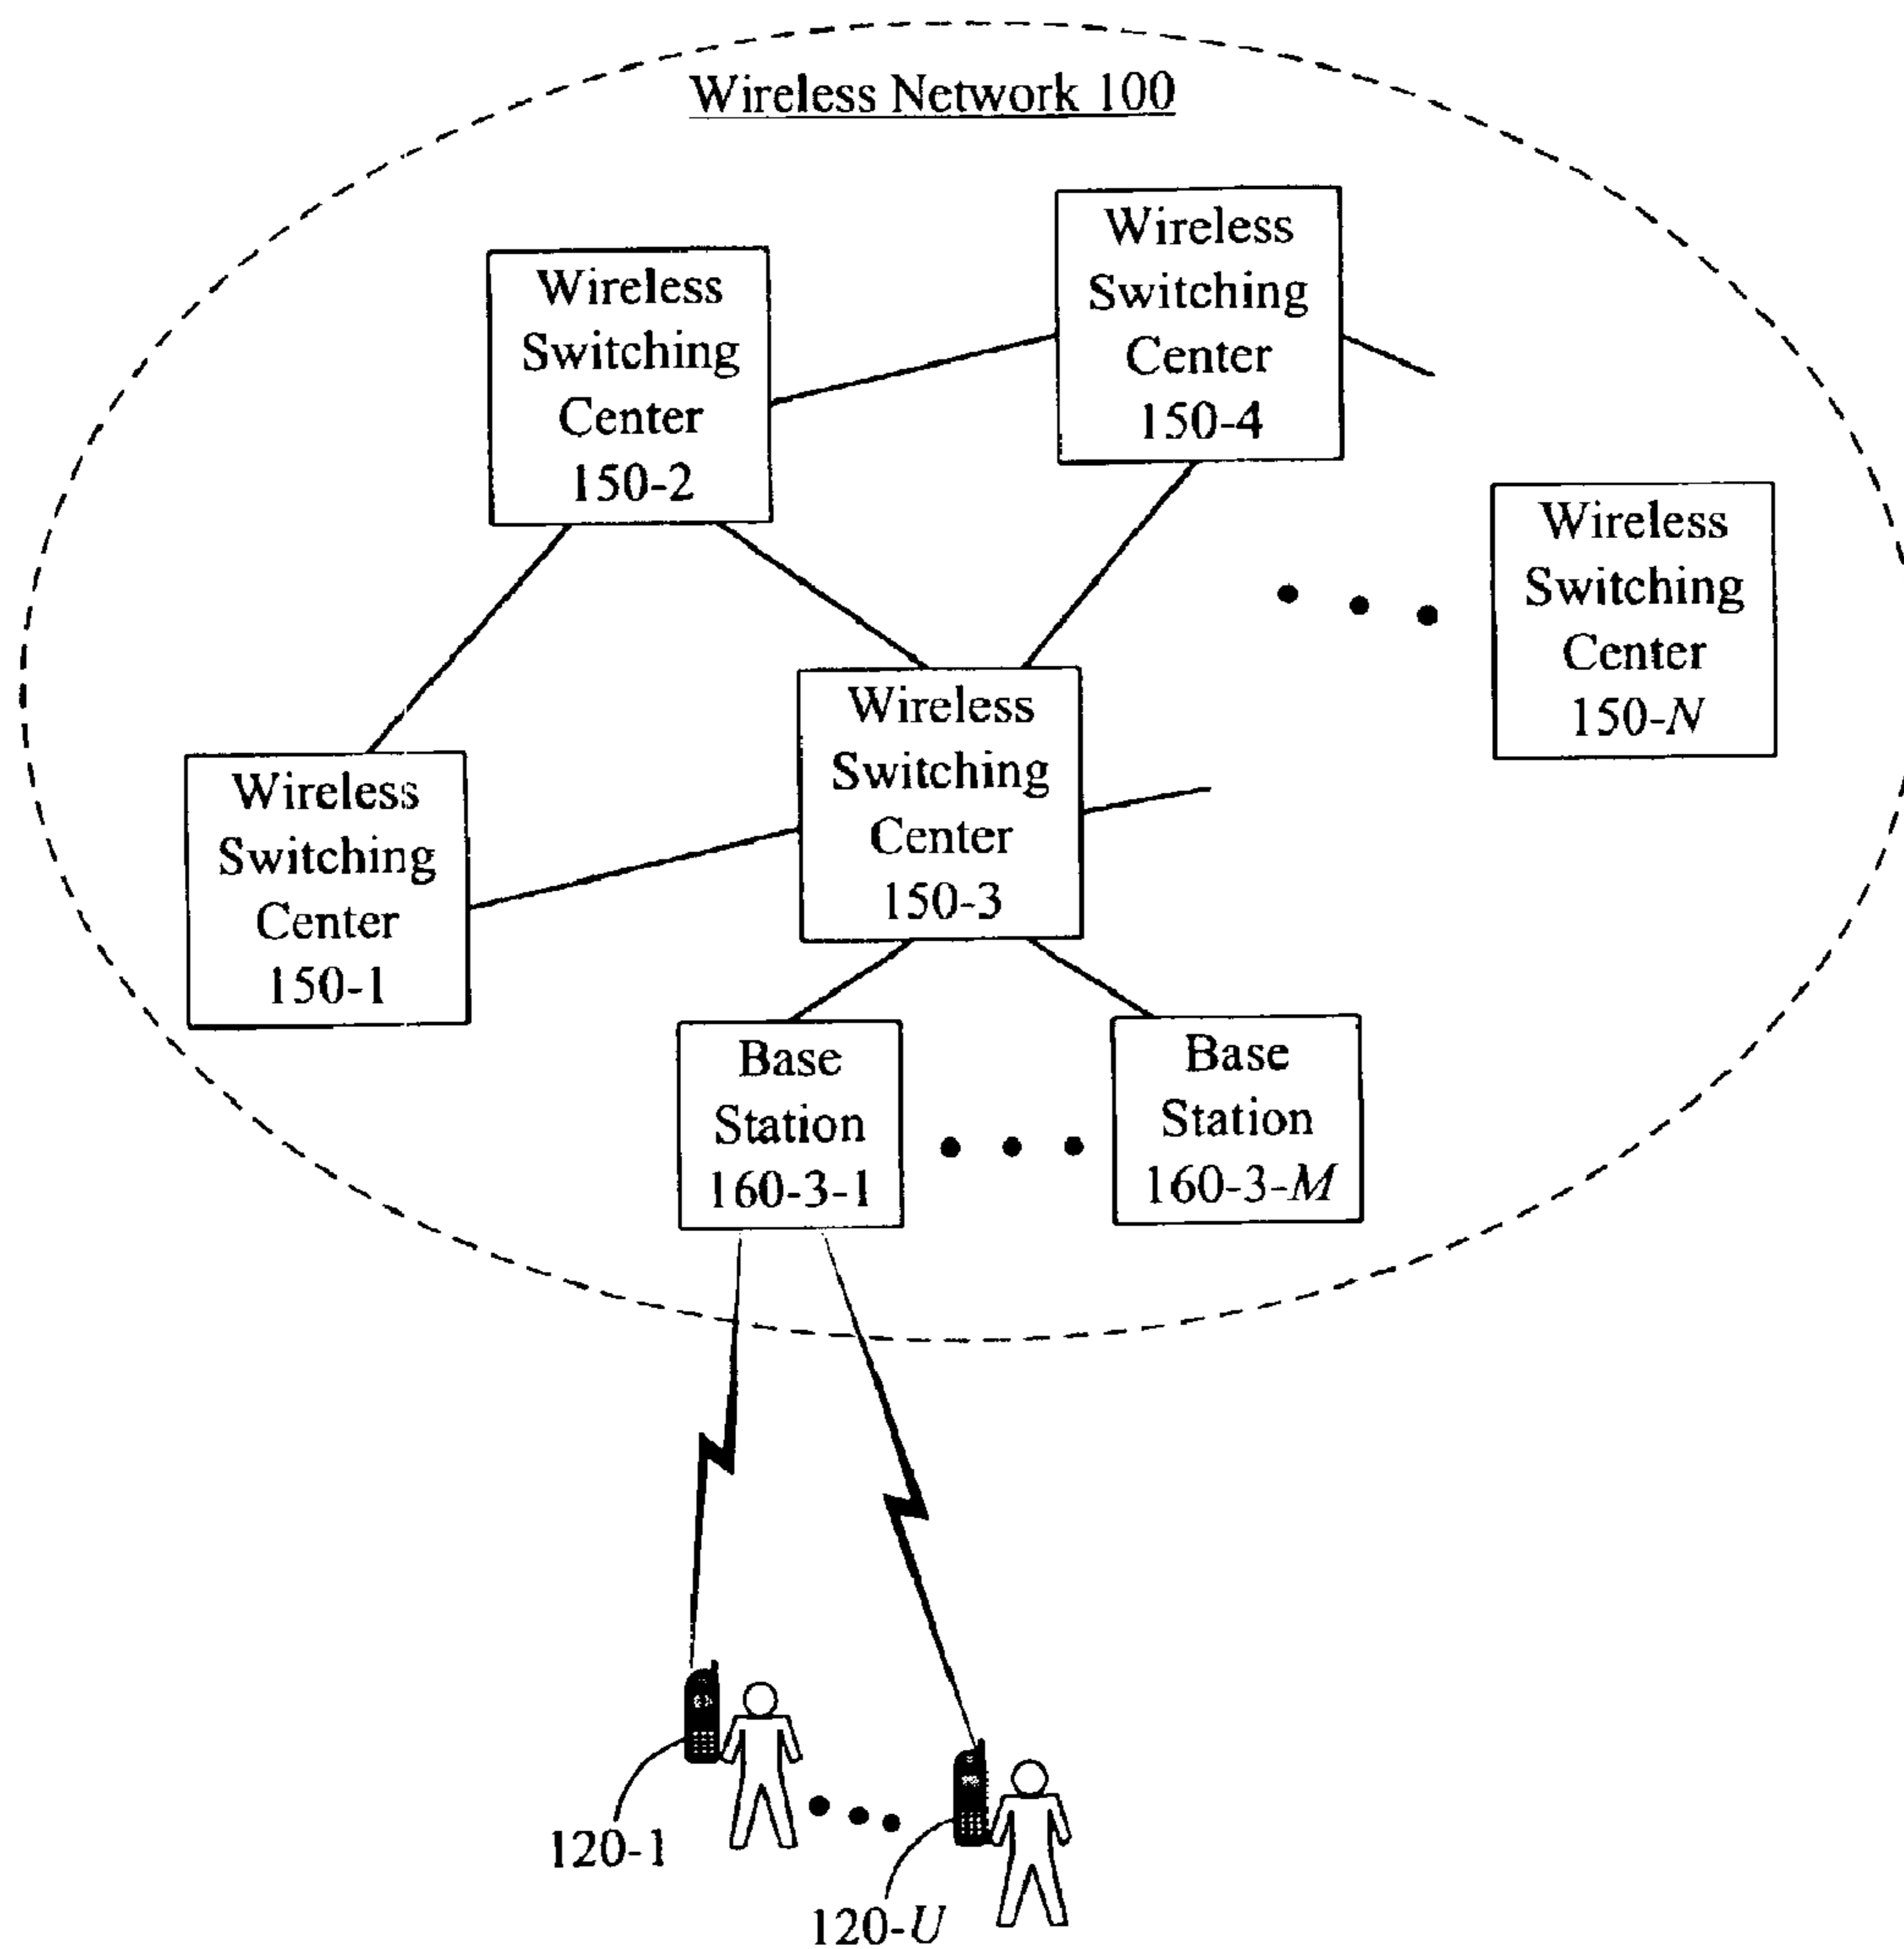 Wireless Network 100
Wireless
Switching
Center
150-4
Wireless
Switching
Center
150-2
Wireless
Switching
Center
150-N
Wireless
Switching
Center
150-3
Wireless
Switching
Center
150-1
Base
Station
160-3-1
Base
Station
160-3-M
120-1
120-U